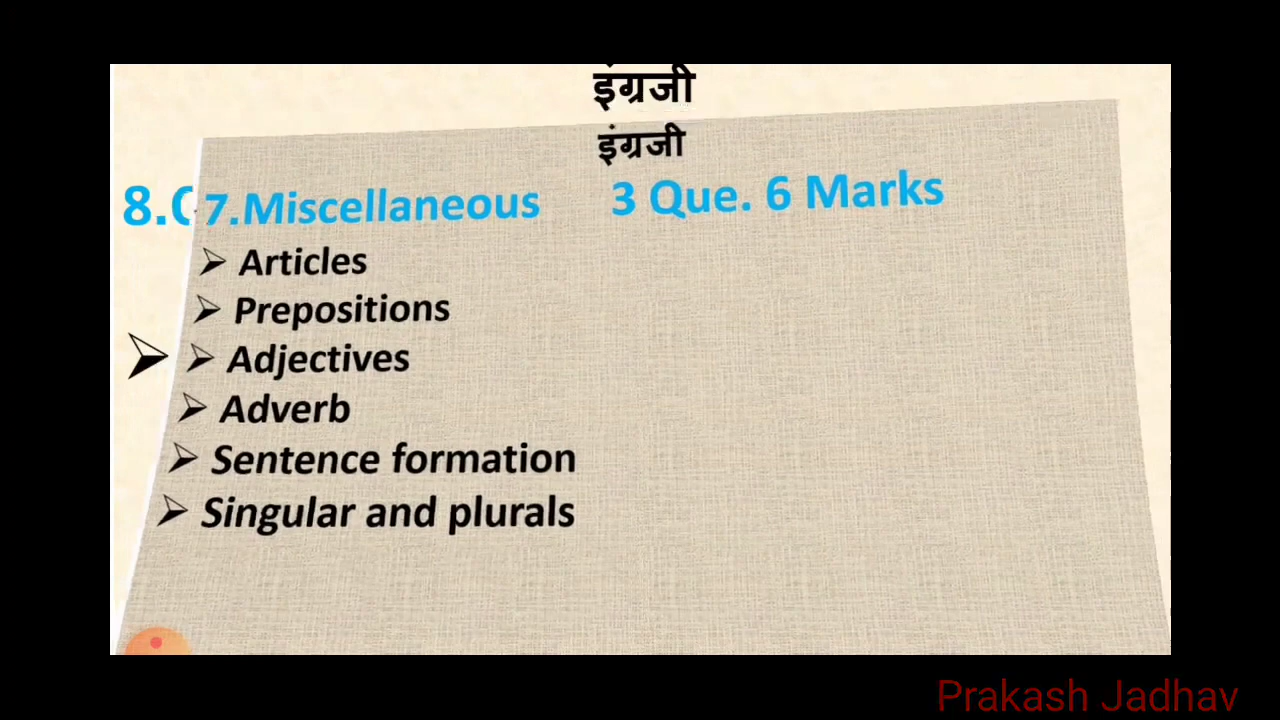 इंग्रजी
इंग्रजी
8.
7.Miscellaneous 3 Que. 6 Marks
➢ Articles
➢ Prepositions
➢ Adjectives
➢ Adverb
➢ Sentence formation
➢ Singular and plurals
Prakash Jadhav